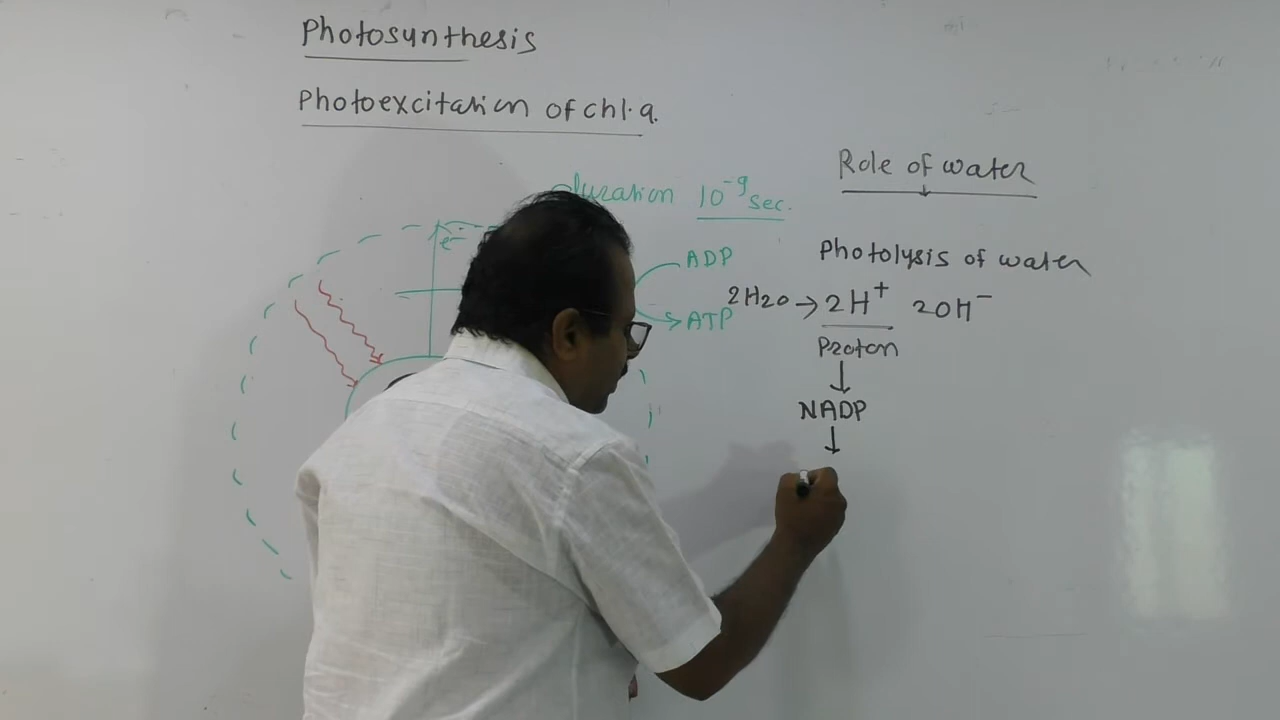 Photosynthesis
Photoexcitation of chl.a.
duration 10⁻⁹ sec.
e⁻
ADP
ATP
Role of water
Photolysis of water
2H2O → 2H⁺ 2OH⁻
Proton
↓
NADP
↓